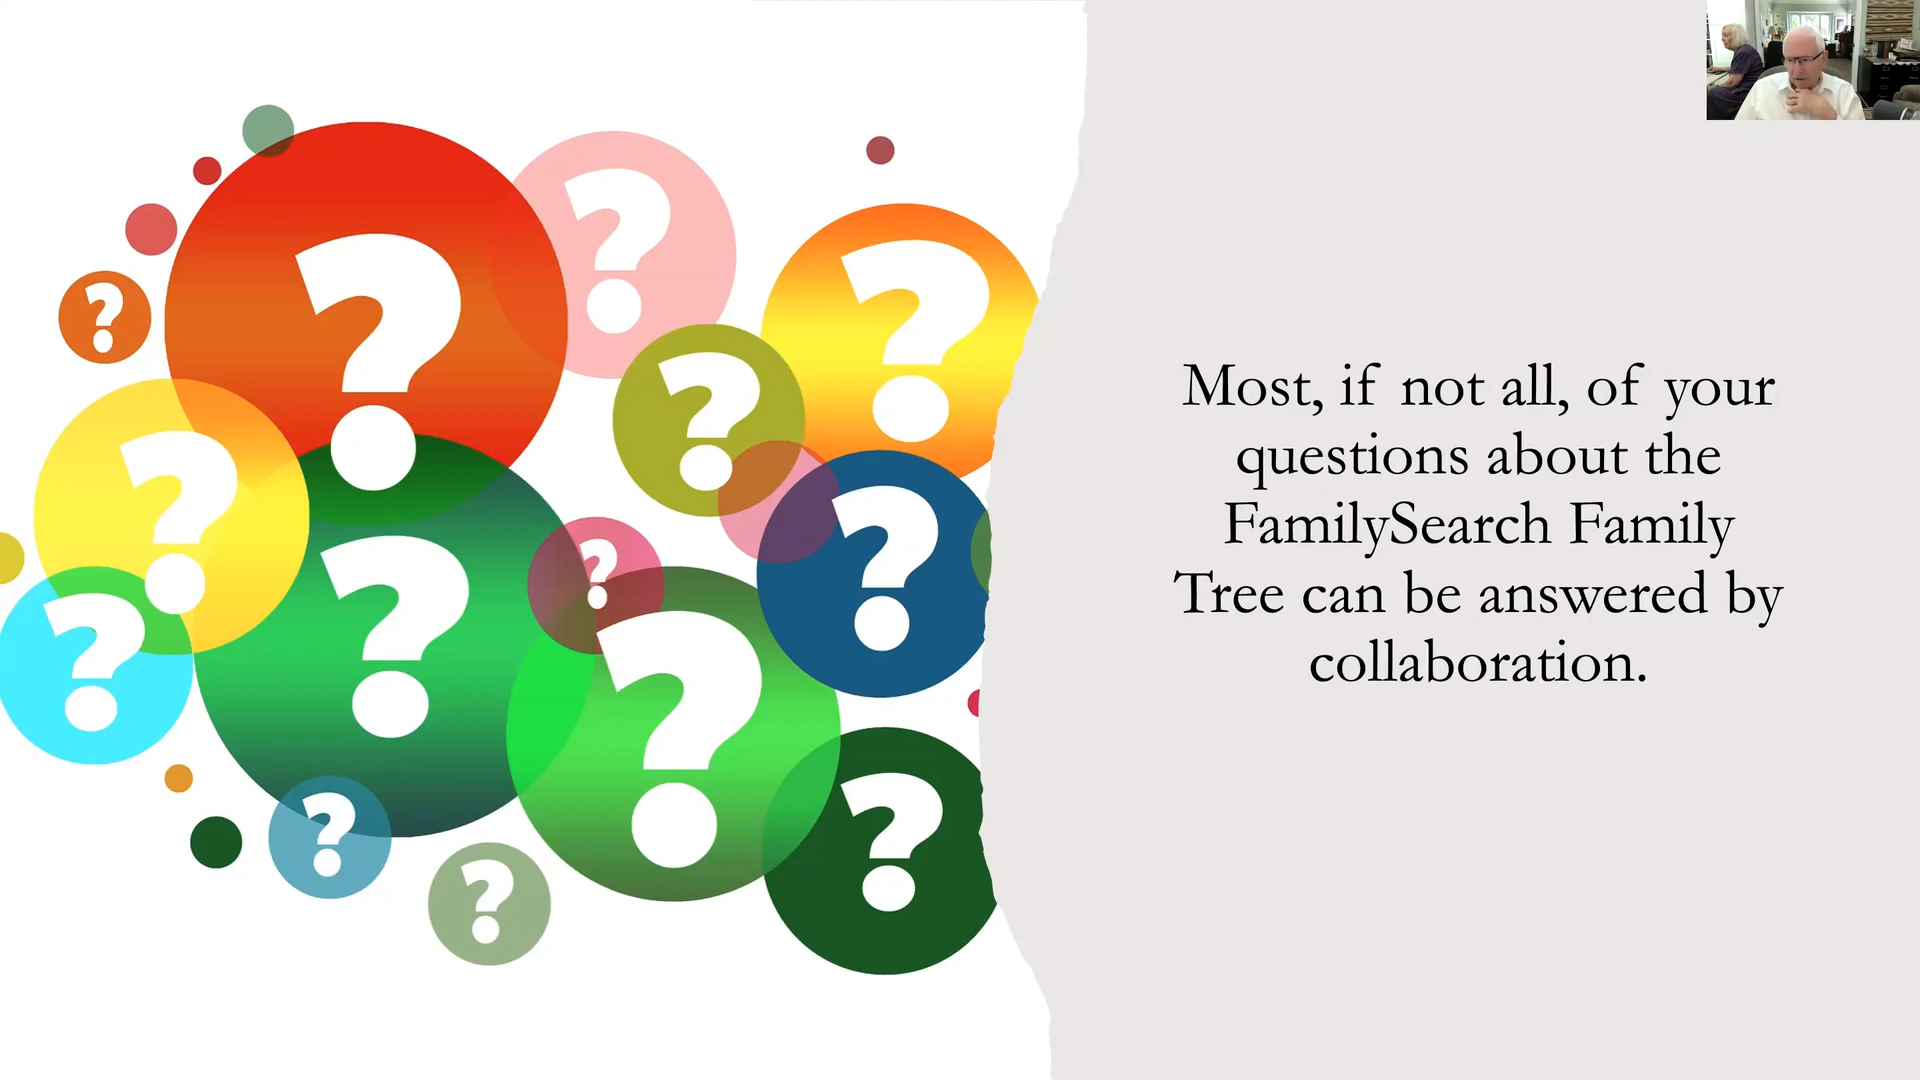 ?
?
?
?
?
?
?
?
?
?
?
?
?
?
Most, if not all, of your
questions about the
FamilySearch Family
Tree can be answered by
collaboration.